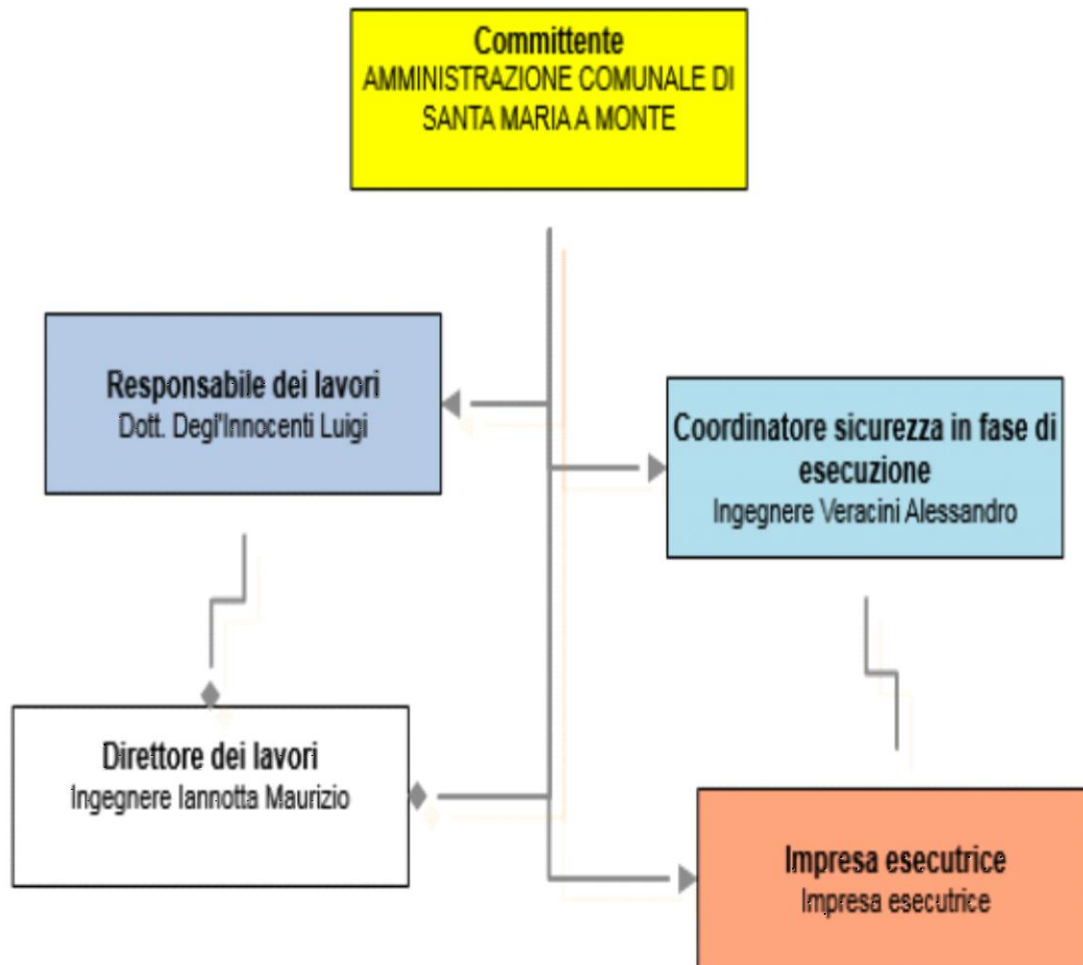 Committente
AMMINISTRAZIONE COMUNALE DI
SANTA MARIA A MONTE
Responsabile dei lavori
Dott. Degl'Innocenti Luigi
Coordinatore sicurezza in fase di
esecuzione
Ingegnere Veracini Alessandro
Direttore dei lavori
Ingegnere Iannotta Maurizio
Impresa esecutrice
Impresa esecutrice